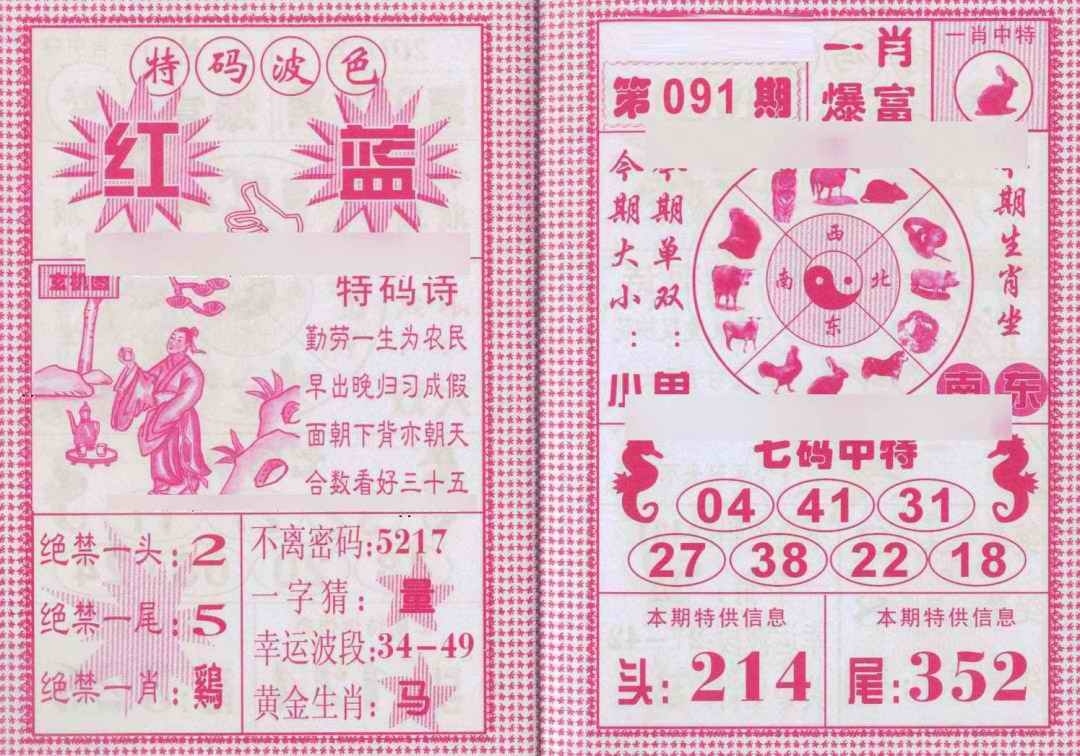 特码波色
红 蓝
玄机图
特码诗
勤劳一生为农民
早出晚归习成假
面朝下背亦朝天
合数看好三十五
绝禁一头:2
绝禁一尾:5
绝禁一肖:鷄
不离密码:5217
一字猜:量
幸运波段:34-49
黄金生肖:马
第091期
一肖
爆富
一肖中特
今期大小:小
期单双:
期生肖坐
南东
西
南
北
东
七码中特
04 41 31
27 38 22 18
本期特供信息
头:214
本期特供信息
尾:352